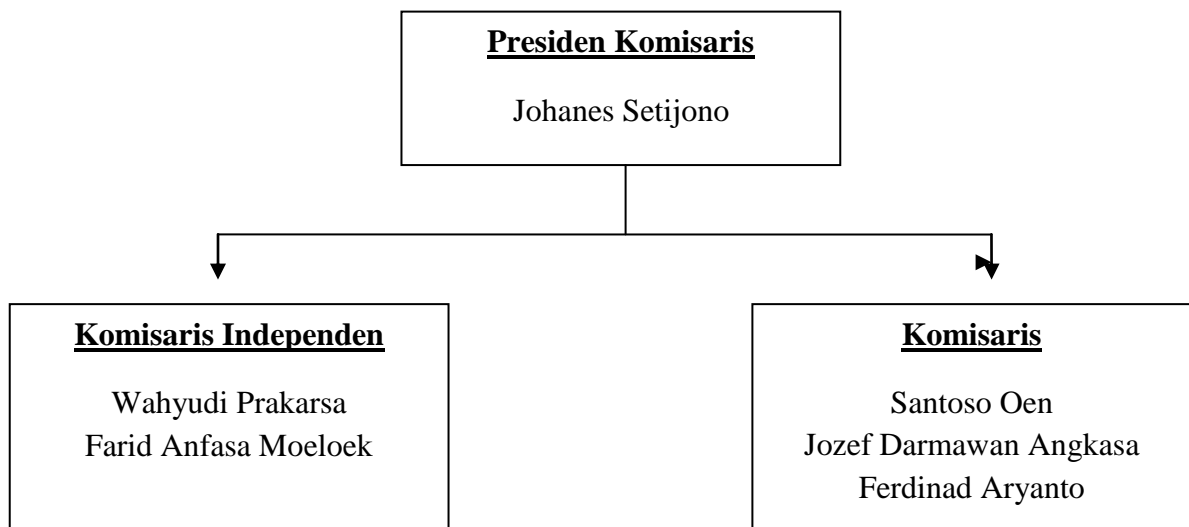 Presiden Komisaris
Johanes Setijono
Komisaris Independen
Wahyudi Prakarsa
Farid Anfasa Moeloek
Komisaris
Santoso Oen
Jozef Darmawan Angkasa
Ferdinad Aryanto